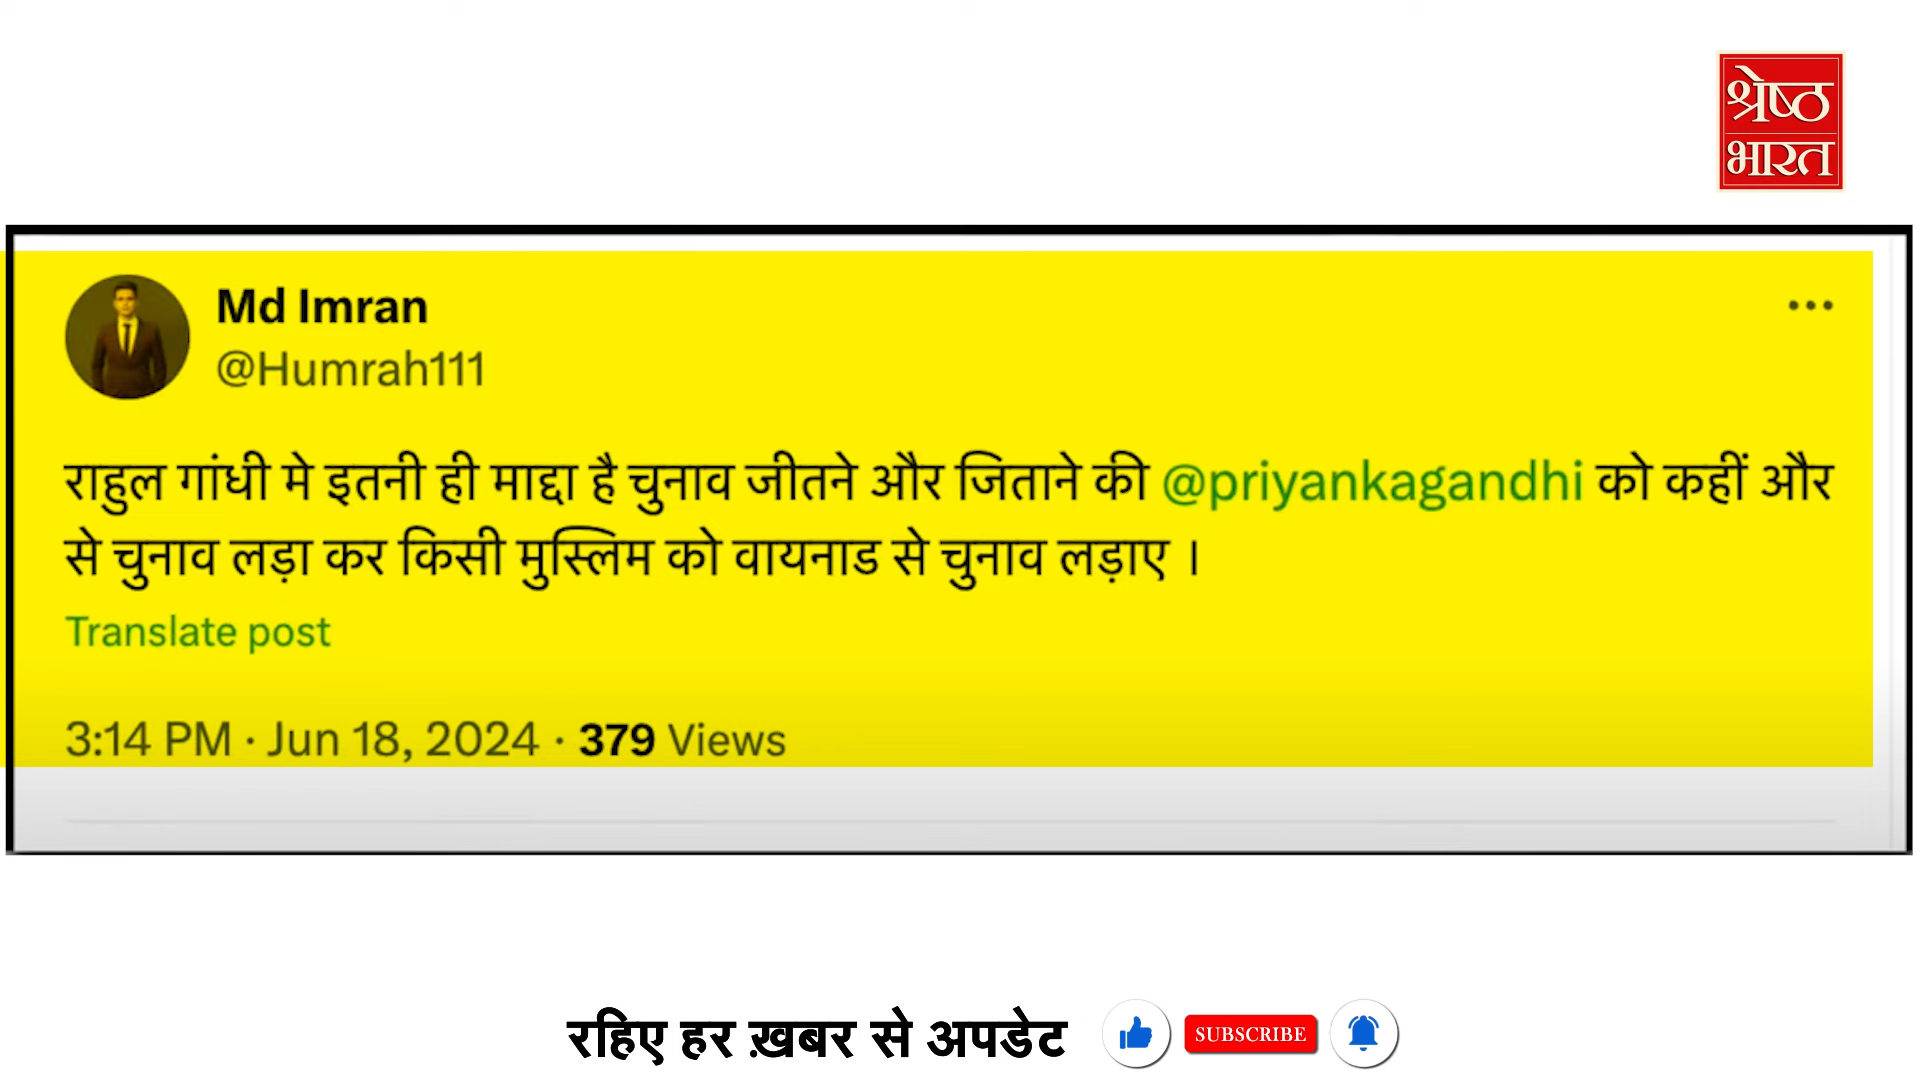 श्रेष्ठ
भारत
Md Imran
@Humrah111
राहुल गांधी मे इतनी ही माद्दा है चुनाव जीतने और जिताने की @priyankagandhi को कहीं और
से चुनाव लड़ा कर किसी मुस्लिम को वायनाड से चुनाव लड़ाए ।
Translate post
3:14 PM · Jun 18, 2024 · 379 Views
रहिए हर ख़बर से अपडेट SUBSCRIBE